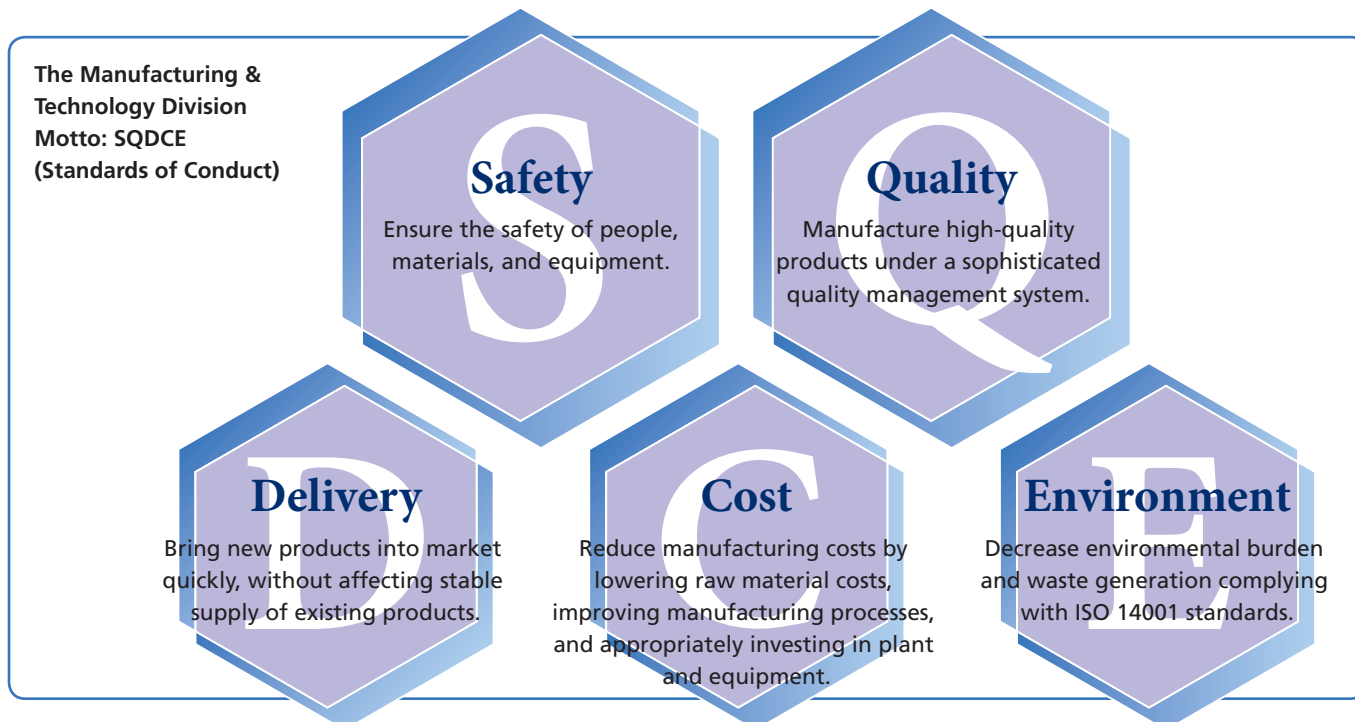 The Manufacturing &
Technology Division
Motto: SQDCE
(Standards of Conduct)
S
Safety
Ensure the safety of people,
materials, and equipment.
Q
Quality
Manufacture high-quality
products under a sophisticated
quality management system.
D
Delivery
Bring new products into market
quickly, without affecting stable
supply of existing products.
C
Cost
Reduce manufacturing costs by
lowering raw material costs,
improving manufacturing processes,
and appropriately investing in plant
and equipment.
E
Environment
Decrease environmental burden
and waste generation complying
with ISO 14001 standards.